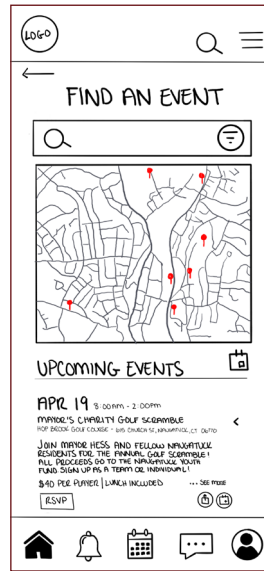 LOGO
FIND AN EVENT
UPCOMING EVENTS
APR 19 8:00AM - 2:00PM
MAYOR'S CHARITY GOLF SCRAMBLE
HOP BROOK GOLF COURSE - 615 CHURCH ST, NAUGATUCK, CT 06770
JOIN MAYOR HESS AND FELLOW NAUGATUCK
RESIDENTS FOR THE ANNUAL GOLF SCRAMBLE!
ALL PROCEEDS GO TO THE NAUGATUCK YOUTH
FUND SIGN UP AS A TEAM OR INDIVIDUAL!
$90 PER PLAYER | LUNCH INCLUDED ... SEE MORE
RSVP